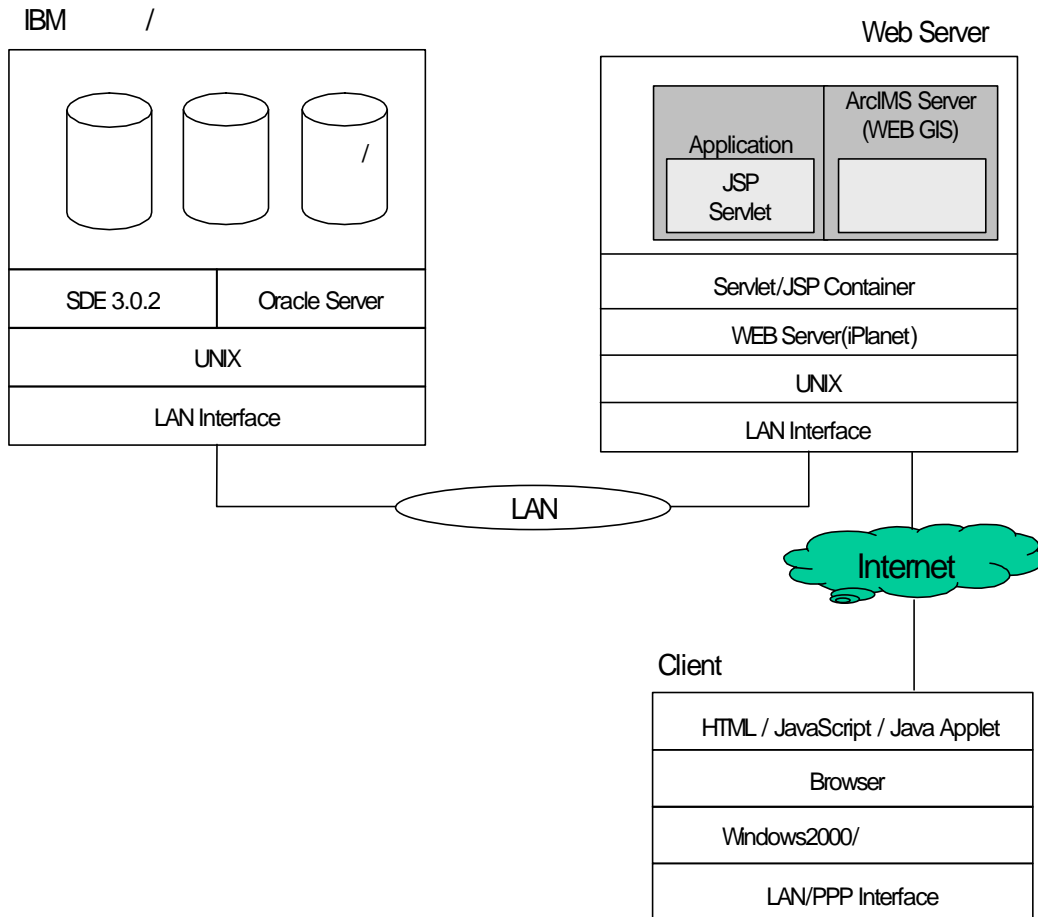 IBM /
/
SDE 3.0.2
Oracle Server
UNIX
LAN Interface
Web Server
Application
JSP
Servlet
ArcIMS Server
(WEB GIS)
Servlet/JSP Container
WEB Server(iPlanet)
UNIX
LAN Interface
LAN
Internet
Client
HTML / JavaScript / Java Applet
Browser
Windows2000/
LAN/PPP Interface